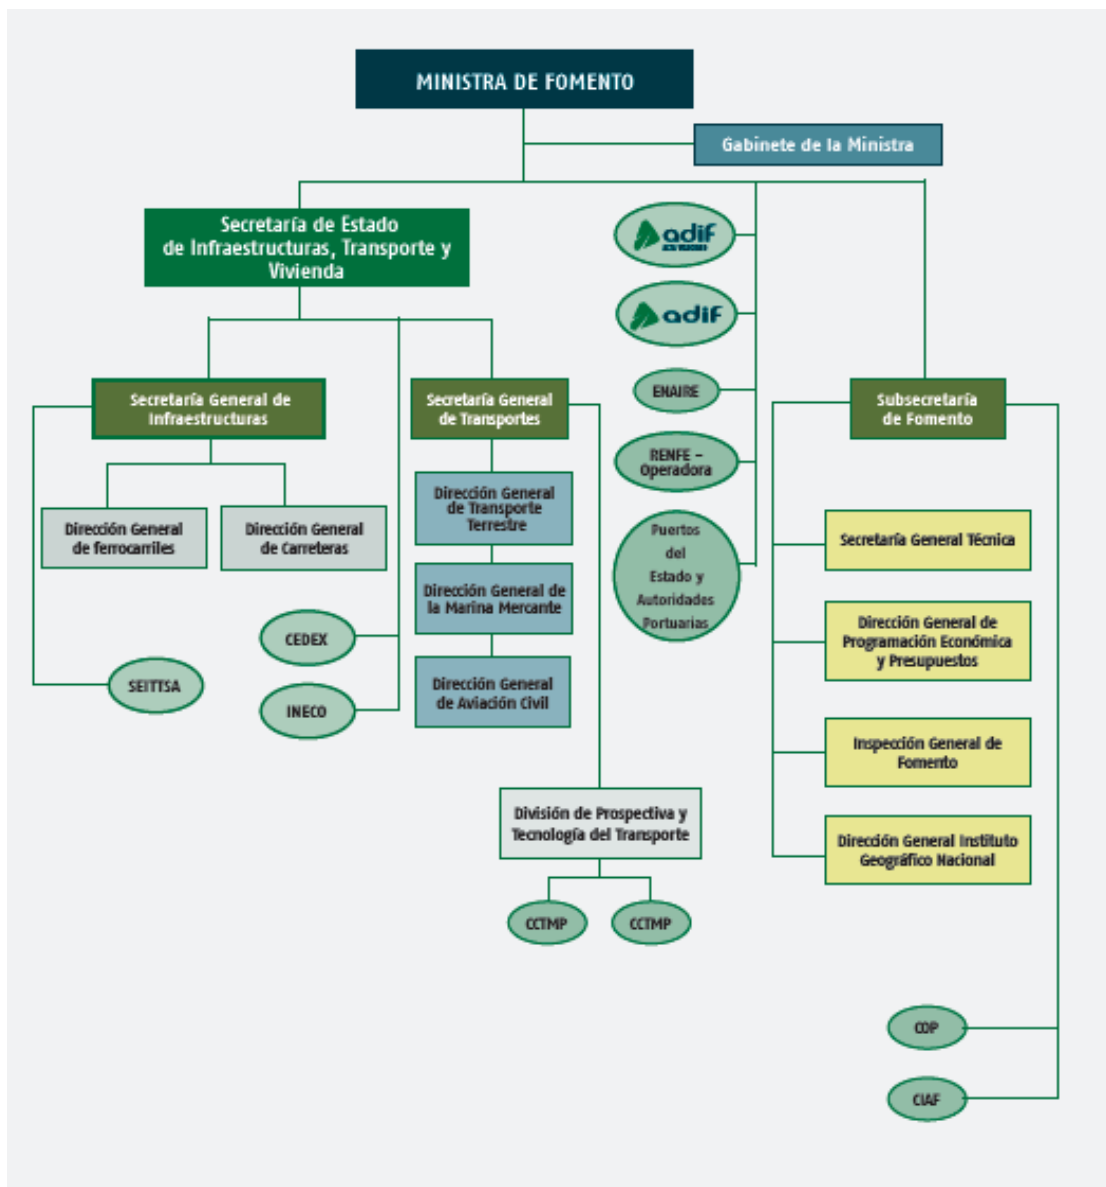 MINISTRA DE FOMENTO
Gabinete de la Ministra
Secretaría de Estado
de Infraestructuras, Transporte y
Vivienda
adif
adif
ENAIRE
RENFE –
Operadora
Puertos
del
Estado y
Autoridades
Portuarias
Secretaría General de
Infraestructuras
Secretaría General
de Transportes
Subsecretaría
de Fomento
Dirección General
de ferrocarriles
Dirección General
de Carreteras
Dirección General
de Transporte
Terrestre
Dirección General de
la Marina Mercante
Dirección General
de Aviación Civil
CEDEX
INECO
SEITTSA
Secretaría General Técnica
Dirección General de
Programación Económica
y Presupuestos
Inspección General de
Fomento
Dirección General Instituto
Geográfico Nacional
División de Prospectiva y
Tecnología del Transporte
CCTMP
CCTMP
COP
CIAF